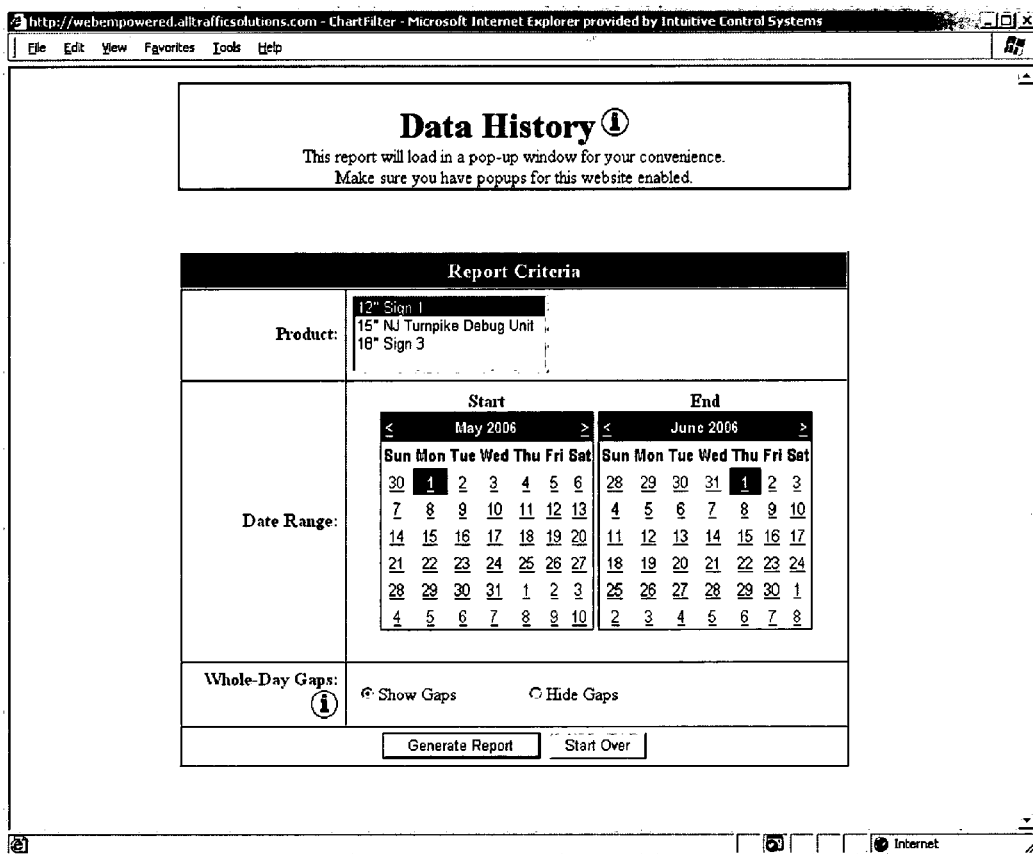 http://webempowered.alltrafficsolutions.com - ChartFilter - Microsoft Internet Explorer provided by Intuitive Control Systems
File Edit View Favorites Tools Help
Data History i
This report will load in a pop-up window for your convenience.
Make sure you have popups for this website enabled.
Report Criteria
Product:
12" Sign 1
15" NJ Turnpike Debug Unit
18" Sign 3
Date Range:
Start
< May 2006 >
Sun Mon Tue Wed Thu Fri Sat
30 1 2 3 4 5 6
7 8 9 10 11 12 13
14 15 16 17 18 19 20
21 22 23 24 25 26 27
28 29 30 31 1 2 3
4 5 6 7 8 9 10
End
< June 2006 >
Sun Mon Tue Wed Thu Fri Sat
28 29 30 31 1 2 3
4 5 6 7 8 9 10
11 12 13 14 15 16 17
18 19 20 21 22 23 24
25 26 27 28 29 30 1
2 3 4 5 6 7 8
Whole-Day Gaps:
i
Show Gaps Hide Gaps
Generate Report Start Over
Internet